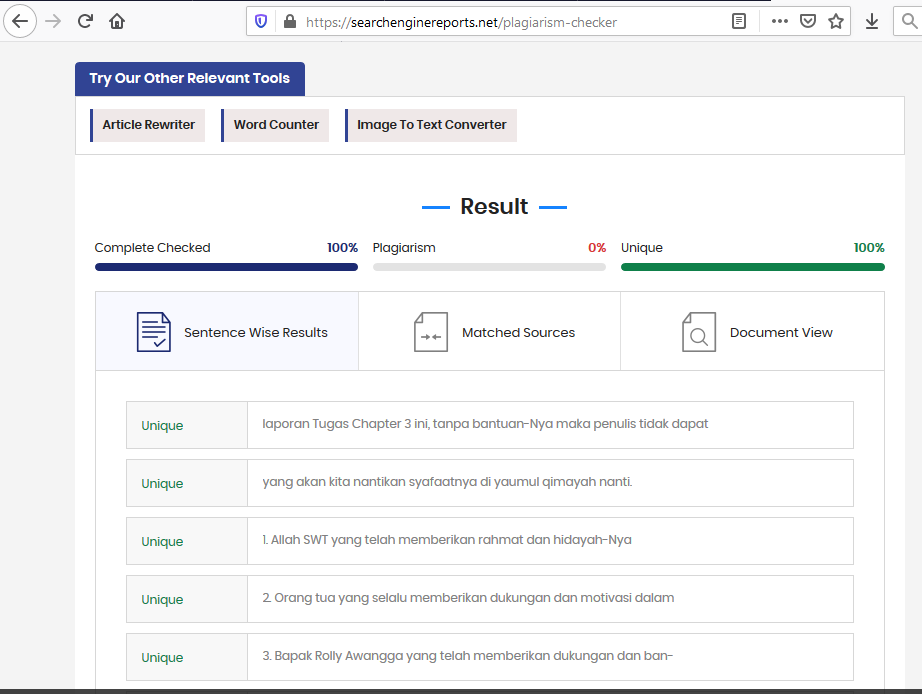 https://searchenginereports.net/plagiarism-checker
Try Our Other Relevant Tools
Article Rewriter Word Counter Image To Text Converter
Result
Complete Checked 100% Plagiarism 0% Unique 100%
Sentence Wise Results Matched Sources Document View
Unique laporan Tugas Chapter 3 ini, tanpa bantuan-Nya maka penulis tidak dapat
Unique yang akan kita nantikan syafaatnya di yaumul qimayah nanti.
Unique 1. Allah SWT yang telah memberikan rahmat dan hidayah-Nya
Unique 2. Orang tua yang selalu memberikan dukungan dan motivasi dalam
Unique 3. Bapak Rolly Awangga yang telah memberikan dukungan dan ban-